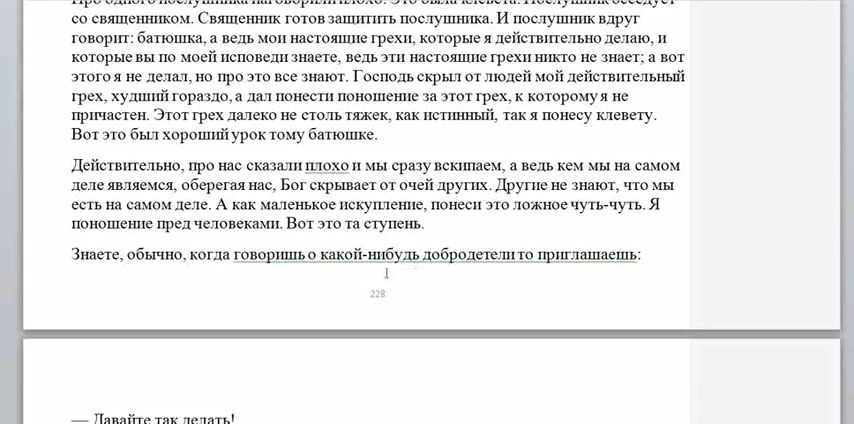 со священником. Священник готов защитить послушника. И послушник вдруг
говорит: батюшка, а ведь мои настоящие грехи, которые я действительно делаю, и
которые вы по моей исповеди знаете, ведь эти настоящие грехи никто не знает; а вот
этого я не делал, но про это все знают. Господь скрыл от людей мой действительный
грех, худший гораздо, а дал понести поношение за этот грех, к которому я не
причастен. Этот грех далеко не столь тяжек, как истинный, так я понесу клевету.
Вот это был хороший урок тому батюшке.
Действительно, про нас сказали плохо и мы сразу вскипаем, а ведь кем мы на самом
деле являемся, оберегая нас, Бог скрывает от очей других. Другие не знают, что мы
есть на самом деле. А как маленькое искупление, понеси это ложное чуть-чуть. Я
поношение пред человеками. Вот это та ступень.
Знаете, обычно, когда говоришь о какой-нибудь добродетели то приглашаешь:
228
— Давайте так делать!